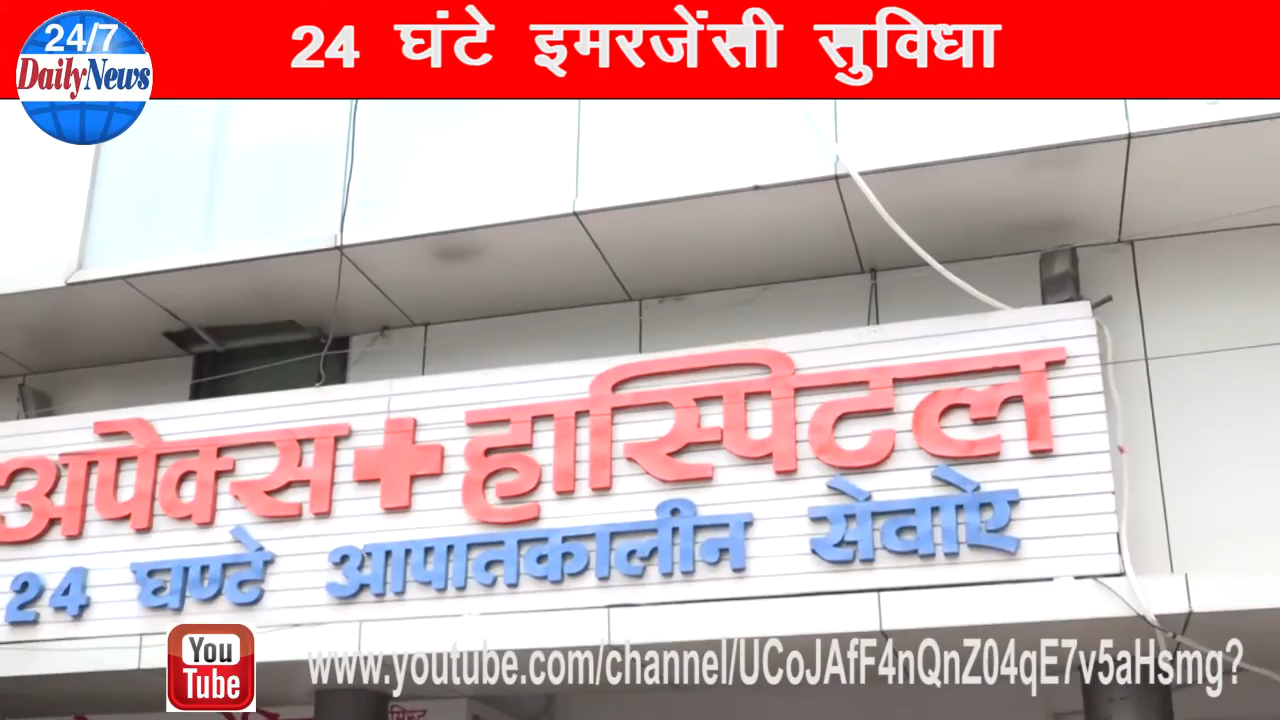 24/7
DailyNews
24 घंटे इमरजेंसी सुविधा
अपेक्स + हास्पिटल
24 घण्टे आपातकालीन सेवाऐ
You
Tube
www.youtube.com/channel/UCoJAfF4nQnZ04qE7v5aHsmg?